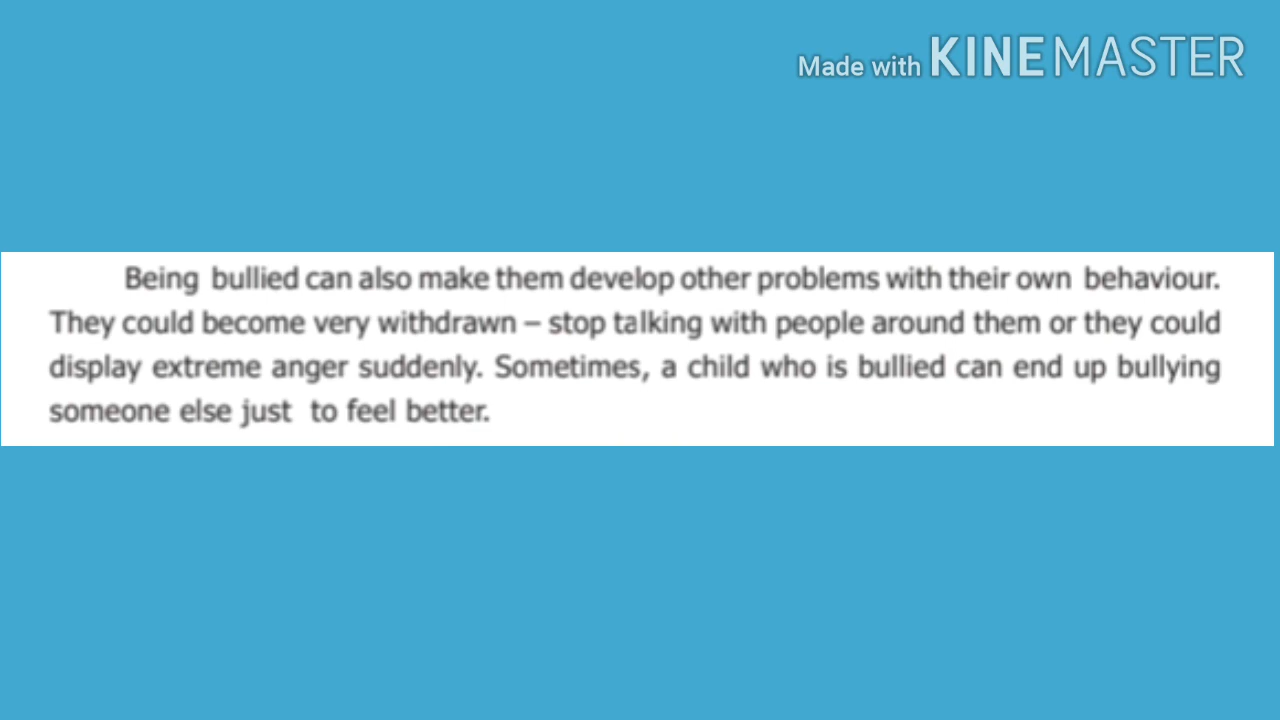 Made with KINEMASTER
Being bullied can also make them develop other problems with their own behaviour.
They could become very withdrawn – stop talking with people around them or they could
display extreme anger suddenly. Sometimes, a child who is bullied can end up bullying
someone else just to feel better.